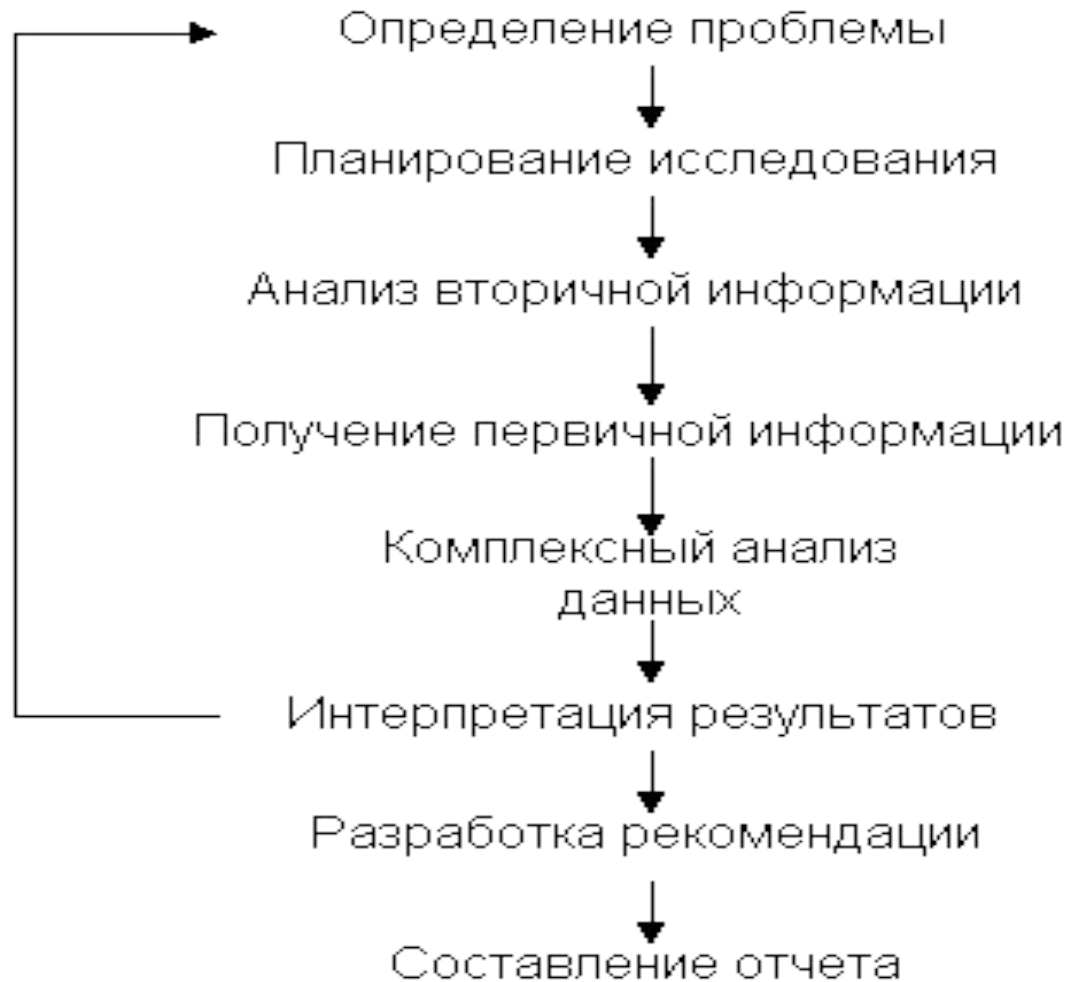 Определение проблемы
Планирование исследования
Анализ вторичной информации
Получение первичной информации
Комплексный анализ
данных
Интерпретация результатов
Разработка рекомендации
Составление отчета